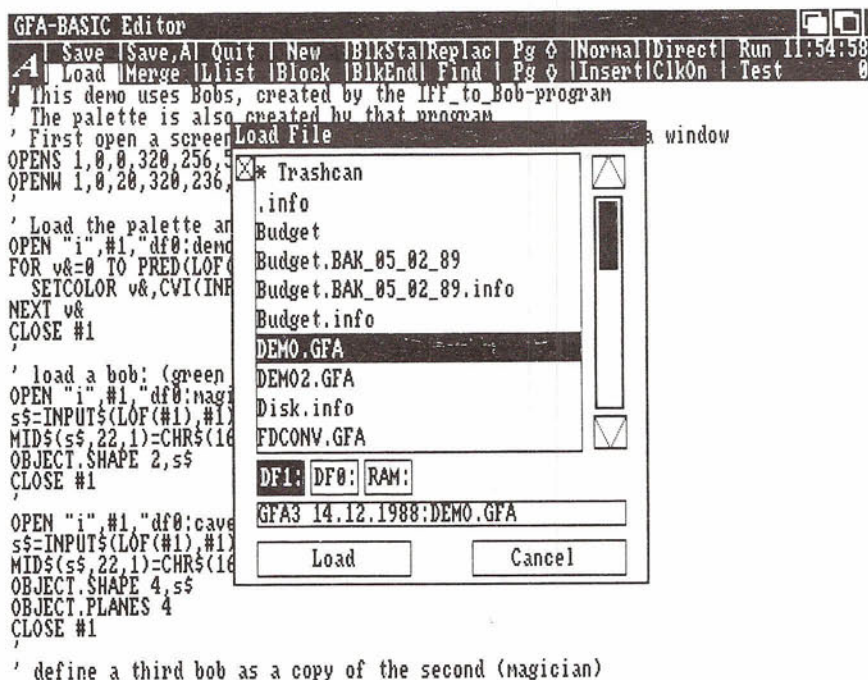 GFA-BASIC Editor
A Save |Save,A| Quit | New |BlkSta|Replac| Pg ◊ |Normal|Direct| Run 11:54:58
Load |Merge |Llist |Block |BlkEnd| Find | Pg ◊ |Insert|ClkOn | Test 0
' This demo uses Bobs, created by the IFF_to_Bob-program
' The palette is also created by that program
' First open a screen
a window
OPENS 1,0,0,320,256,5
OPENW 1,0,20,320,236,
'
' Load the palette an
OPEN "i",#1,"df0:demo
FOR v&=0 TO PRED(LOF(
SETCOLOR v&,CVI(INP
NEXT v&
CLOSE #1
'
' load a bob: (green
OPEN "i",#1,"df0:magi
s$=INPUT$(LOF(#1),#1)
MID$(s$,22,1)=CHR$(16
OBJECT.SHAPE 2,s$
CLOSE #1
'
OPEN "i",#1,"df0:cave
s$=INPUT$(LOF(#1),#1)
MID$(s$,22,1)=CHR$(16
OBJECT.SHAPE 4,s$
OBJECT.PLANES 4
CLOSE #1
'
' define a third bob as a copy of the second (magician)
Load File
* Trashcan
.info
Budget
Budget.BAK_05_02_89
Budget.BAK_05_02_89.info
Budget.info
DEMO.GFA
DEMO2.GFA
Disk.info
FDCONV.GFA
DF1: DF0: RAM:
GFA3 14.12.1988:DEMO.GFA
Load Cancel